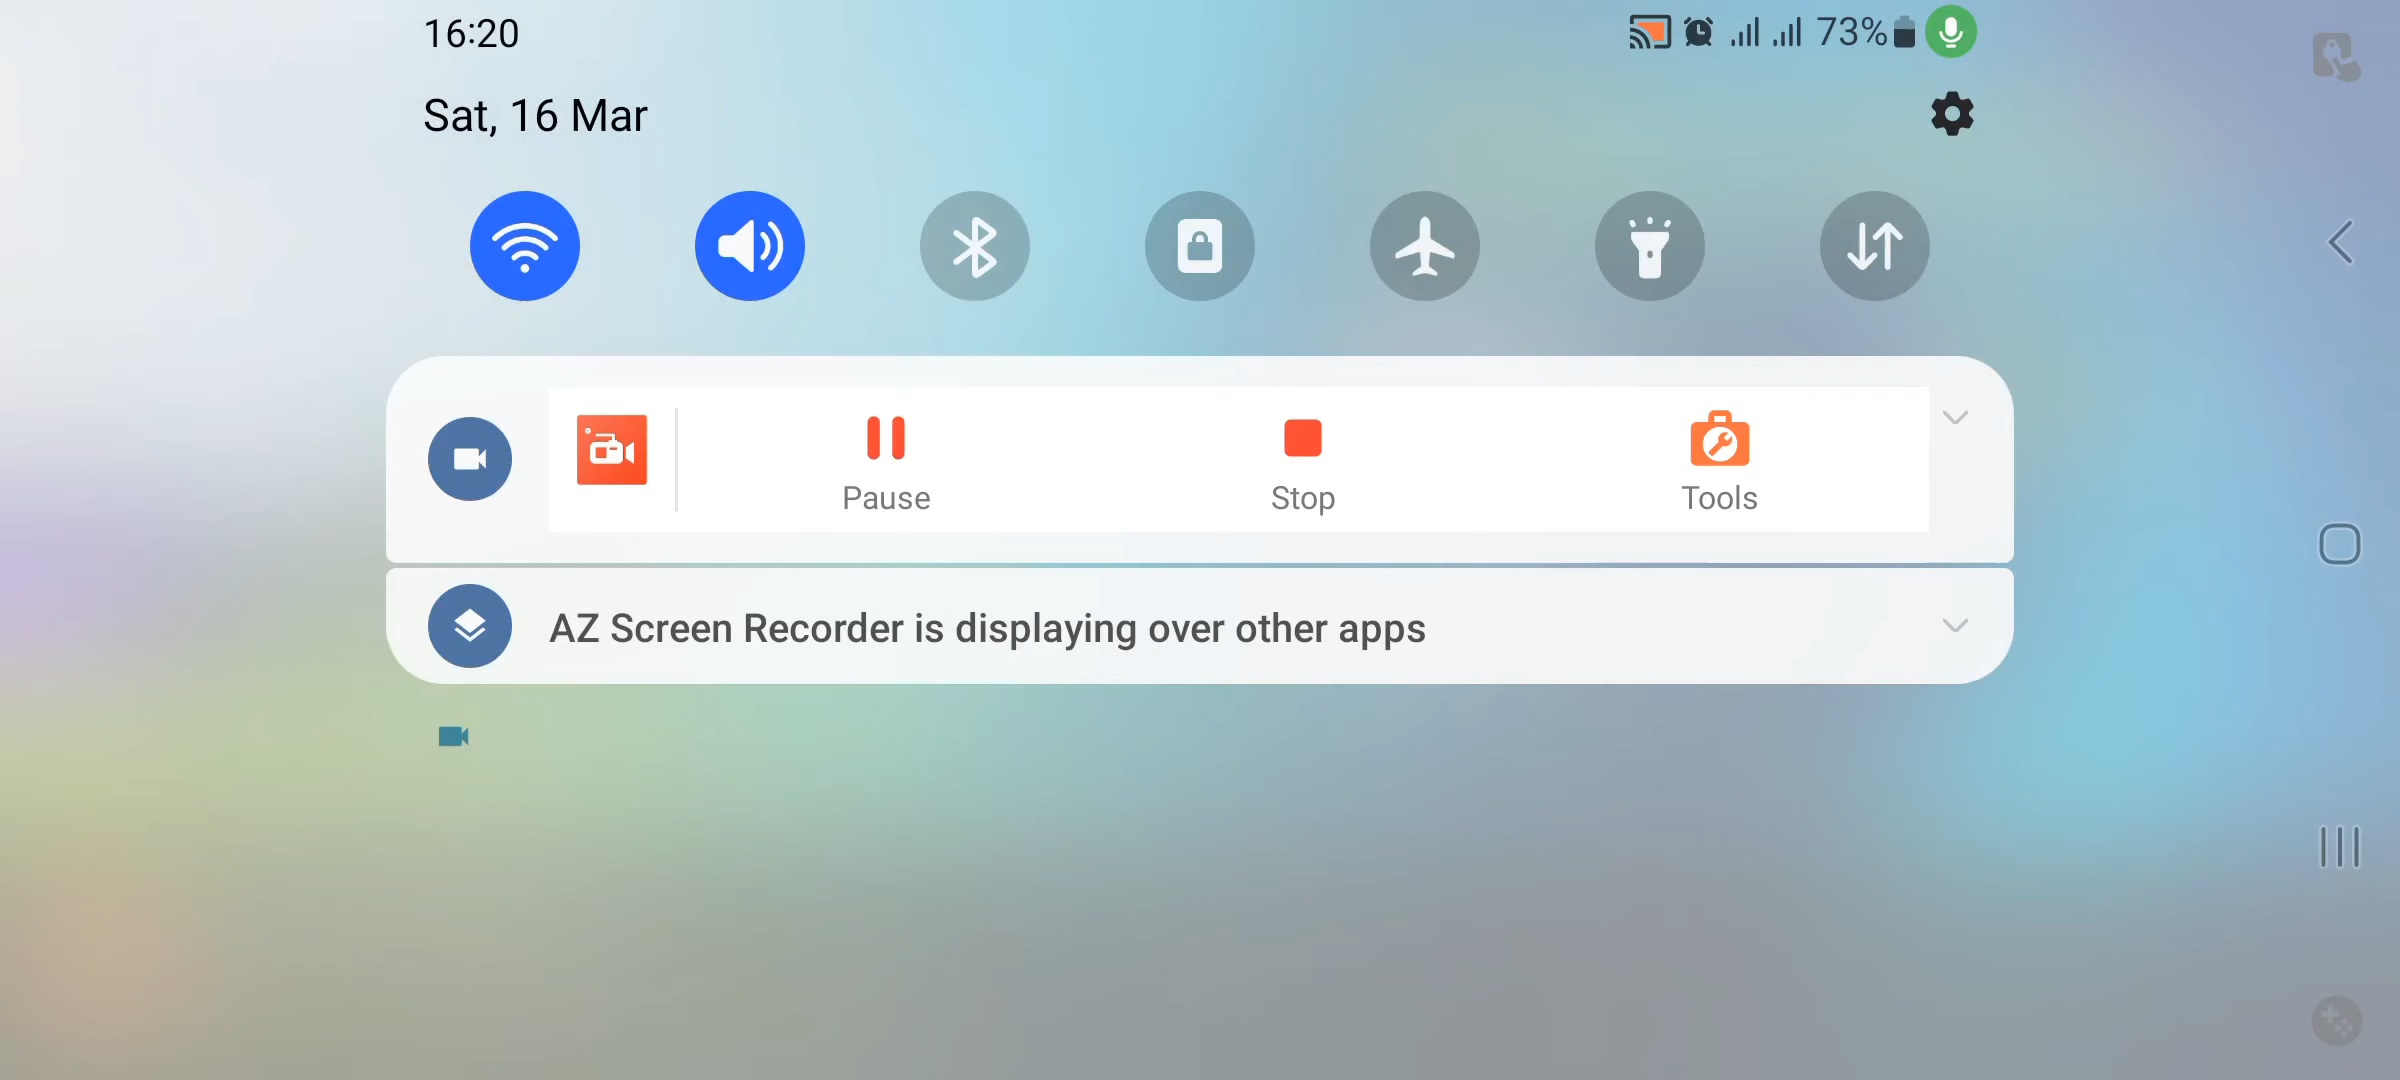 16:20
73%
Sat, 16 Mar
Pause
Stop
Tools
AZ Screen Recorder is displaying over other apps